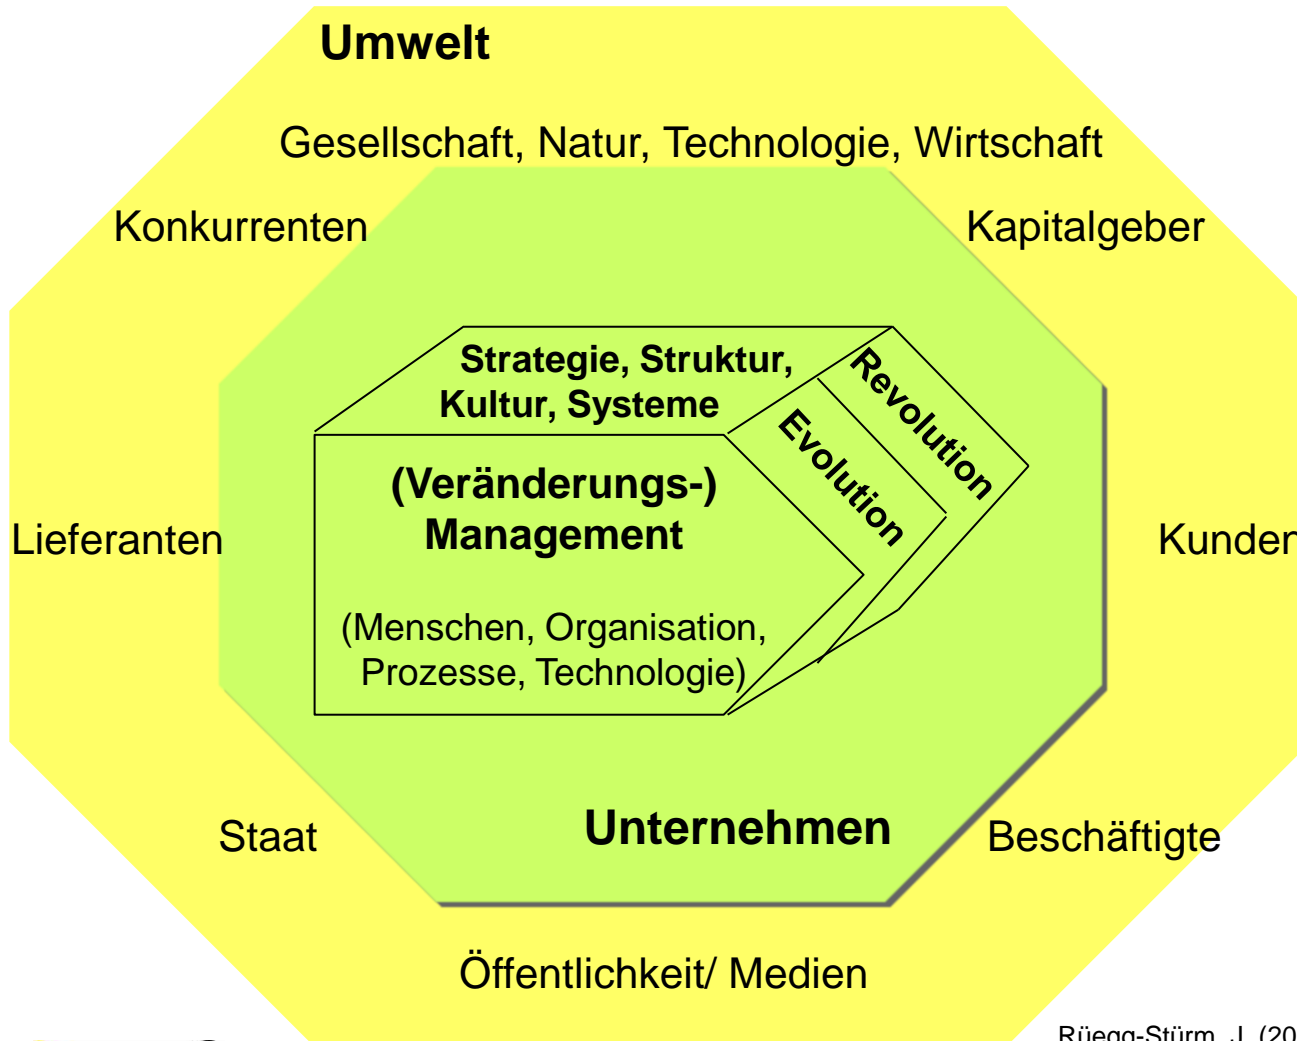 Umwelt
Gesellschaft, Natur, Technologie, Wirtschaft
Konkurrenten
Kapitalgeber
Strategie, Struktur,
Kultur, Systeme
Revolution
Evolution
(Veränderungs-)
Management
Lieferanten
Kunden
(Menschen, Organisation,
Prozesse, Technologie)
Staat
Unternehmen
Beschäftigte
Öffentlichkeit/ Medien
Rüegg-Stürm, J. (20